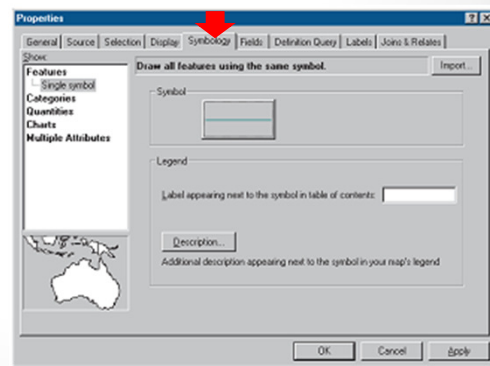 Properties
General Source Selection Display Symbology Fields Definition Query Labels Joins & Relates
Show:
Features
Single symbol
Categories
Quantities
Charts
Multiple Attributes
Draw all features using the same symbol.
Import...
Symbol
Legend
Label appearing next to the symbol in table of contents:
Description...
Additional description appearing next to the symbol in your map's legend
OK Cancel Apply